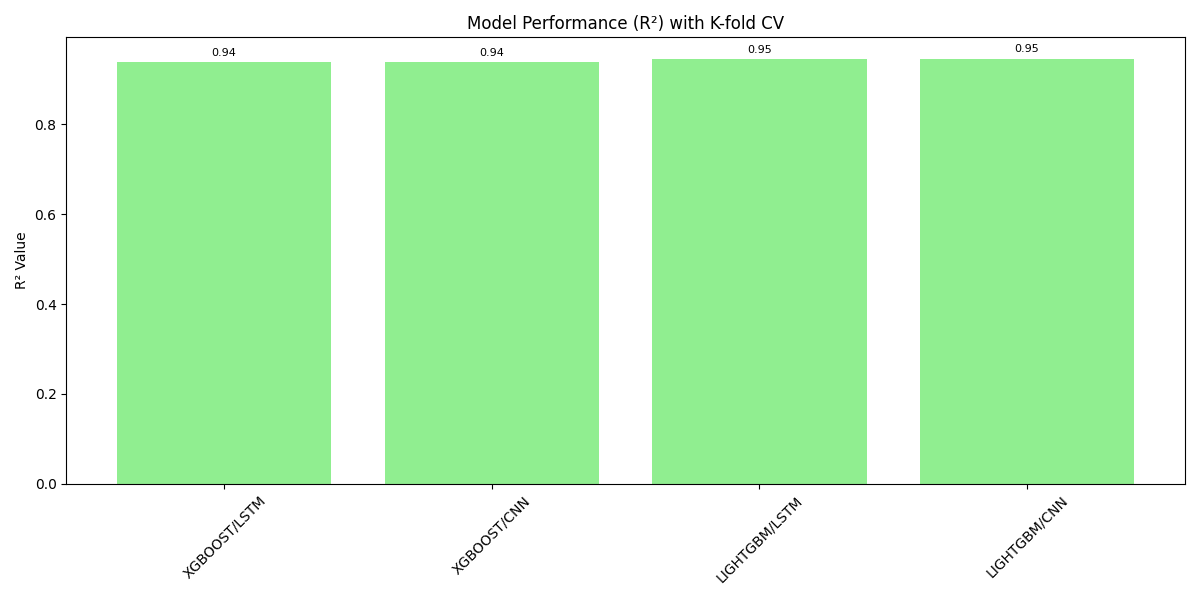 Model Performance (R²) with K-fold CV
0.94
0.94
0.95
0.95
0.8
0.6
0.4
0.2
0.0
R² Value
XGBOOST/LSTM
XGBOOST/CNN
LIGHTGBM/LSTM
LIGHTGBM/CNN